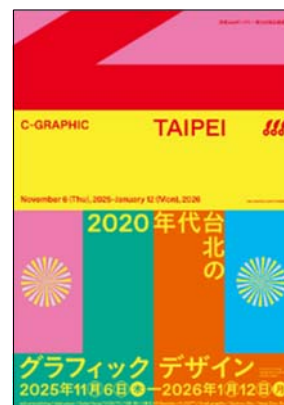 C-GRAPHIC TAIPEI
November 6 (Thu), 2025-January 12 (Mon), 2026
2020年代台北の
グラフィックデザイン
2025年11月6日㊍—2026年1月12日㊊